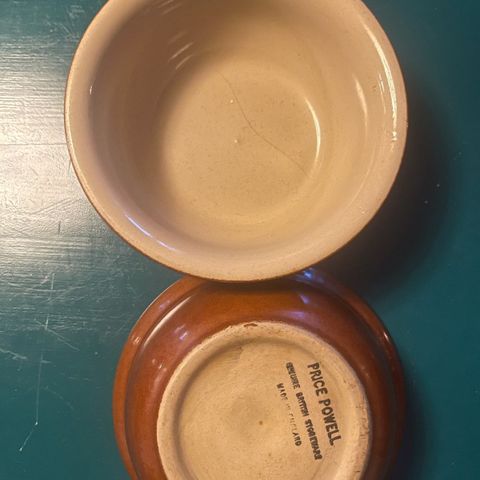 PRICE POWELL
GENUINE BRITISH STONEWARE
MADE IN ENGLAND